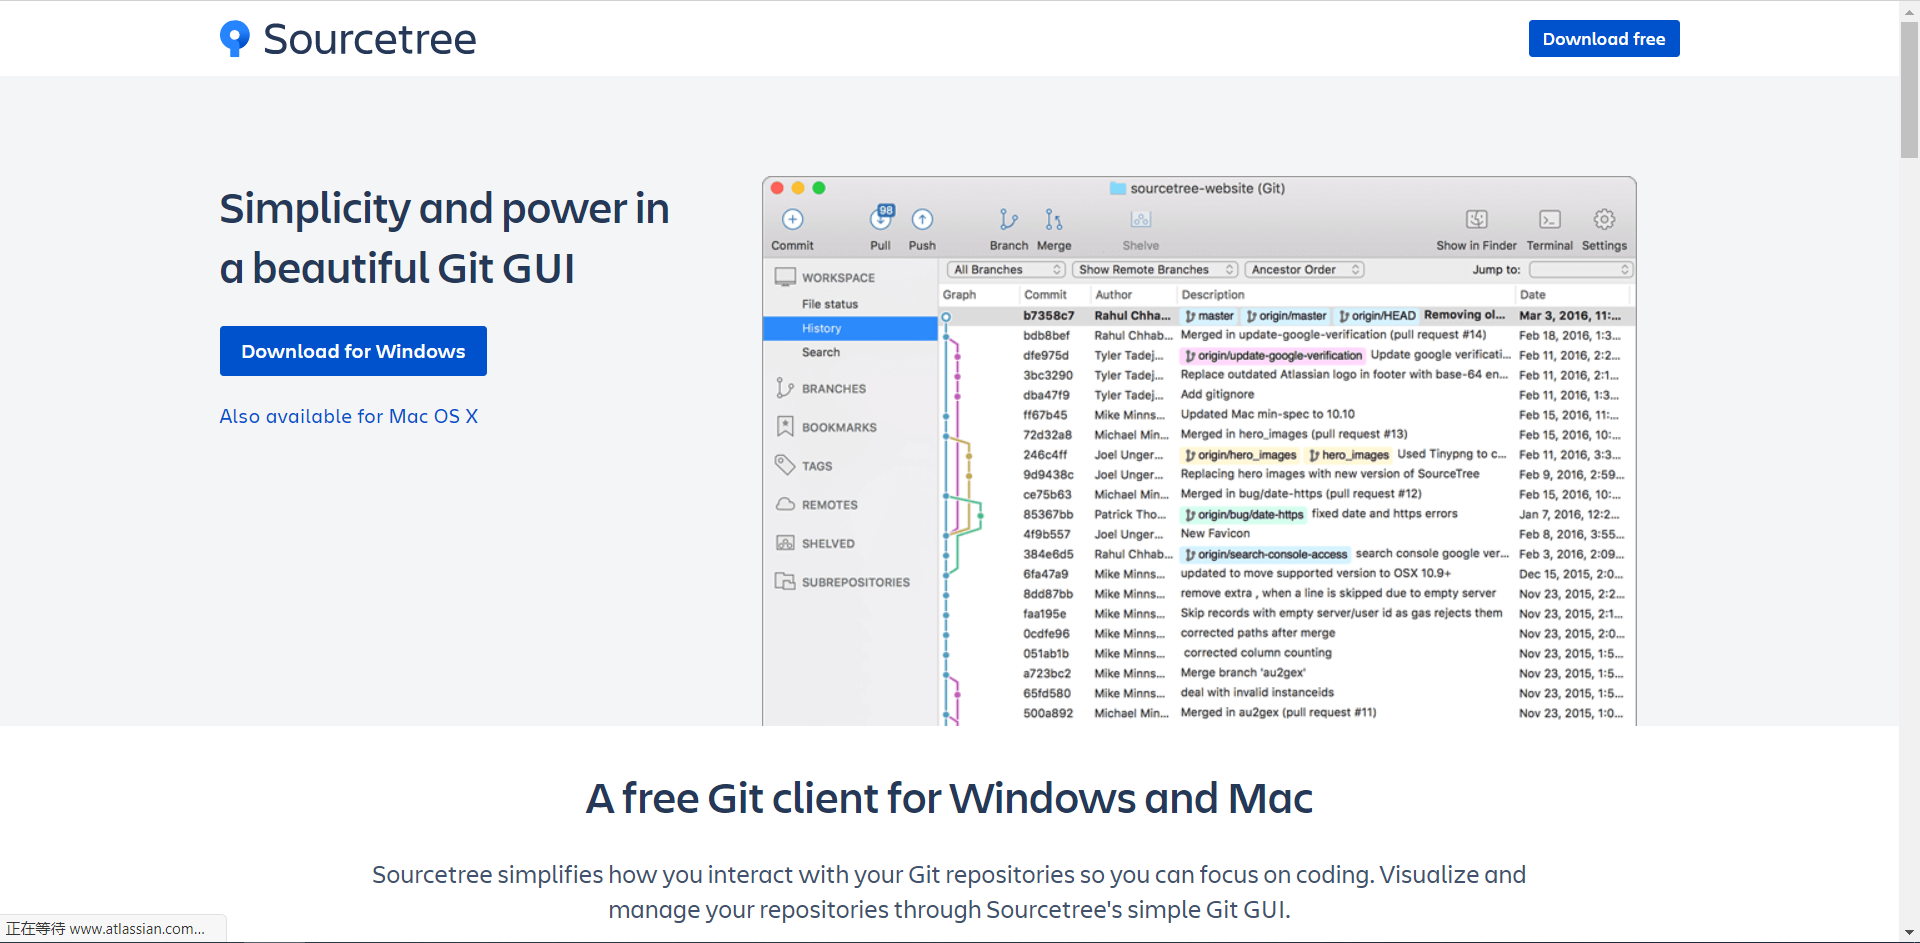 Sourcetree
Download free
Simplicity and power in
a beautiful Git GUI
Download for Windows
Also available for Mac OS X
sourcetree-website (Git)
98
Commit Pull Push Branch Merge Shelve Show in Finder Terminal Settings
All Branches Show Remote Branches Ancestor Order Jump to:
WORKSPACE
File status
History
Search
BRANCHES
BOOKMARKS
TAGS
REMOTES
SHELVED
SUBREPOSITORIES
Graph Commit Author Description Date
b7358c7 Rahul Chha... master origin/master origin/HEAD Removing ol... Mar 3, 2016, 11:...
bdb8bef Rahul Chhab... Merged in update-google-verification (pull request #14) Feb 18, 2016, 1:3...
dfe975d Tyler Tadej... origin/update-google-verification Update google verificati... Feb 11, 2016, 2:2...
3bc3290 Tyler Tadej... Replace outdated Atlassian logo in footer with base-64 en... Feb 11, 2016, 2:1...
dba47f9 Tyler Tadej... Add gitignore Feb 11, 2016, 1:3...
ff67b45 Mike Minns... Updated Mac min-spec to 10.10 Feb 15, 2016, 11:...
72d32a8 Michael Min... Merged in hero_images (pull request #13) Feb 15, 2016, 10:...
246c4ff Joel Unger... origin/hero_images hero_images Used Tinypng to c... Feb 11, 2016, 3:3...
9d9438c Joel Unger... Replacing hero images with new version of SourceTree Feb 9, 2016, 2:59...
ce75b63 Michael Min... Merged in bug/date-https (pull request #12) Feb 15, 2016, 10:...
85367bb Patrick Tho... origin/bug/date-https fixed date and https errors Jan 7, 2016, 12:2...
4f9b557 Joel Unger... New Favicon Feb 8, 2016, 3:55...
384e6d5 Rahul Chhab... origin/search-console-access search console google ver... Feb 3, 2016, 2:09...
6fa47a9 Mike Minns... updated to move supported version to OSX 10.9+ Dec 15, 2015, 2:0...
8dd87bb Mike Minns... remove extra , when a line is skipped due to empty server Nov 23, 2015, 2:2...
faa195e Mike Minns... Skip records with empty server/user id as gas rejects them Nov 23, 2015, 2:1...
0cdfe96 Mike Minns... corrected paths after merge Nov 23, 2015, 2:0...
051ab1b Mike Minns... corrected column counting Nov 23, 2015, 1:5...
a723bc2 Mike Minns... Merge branch 'au2gex' Nov 23, 2015, 1:5...
65fd580 Mike Minns... deal with invalid instanceids Nov 23, 2015, 1:5...
500a892 Michael Min... Merged in au2gex (pull request #11) Nov 23, 2015, 1:0...
A free Git client for Windows and Mac
Sourcetree simplifies how you interact with your Git repositories so you can focus on coding. Visualize and
manage your repositories through Sourcetree's simple Git GUI.
正在等待 www.atlassian.com...